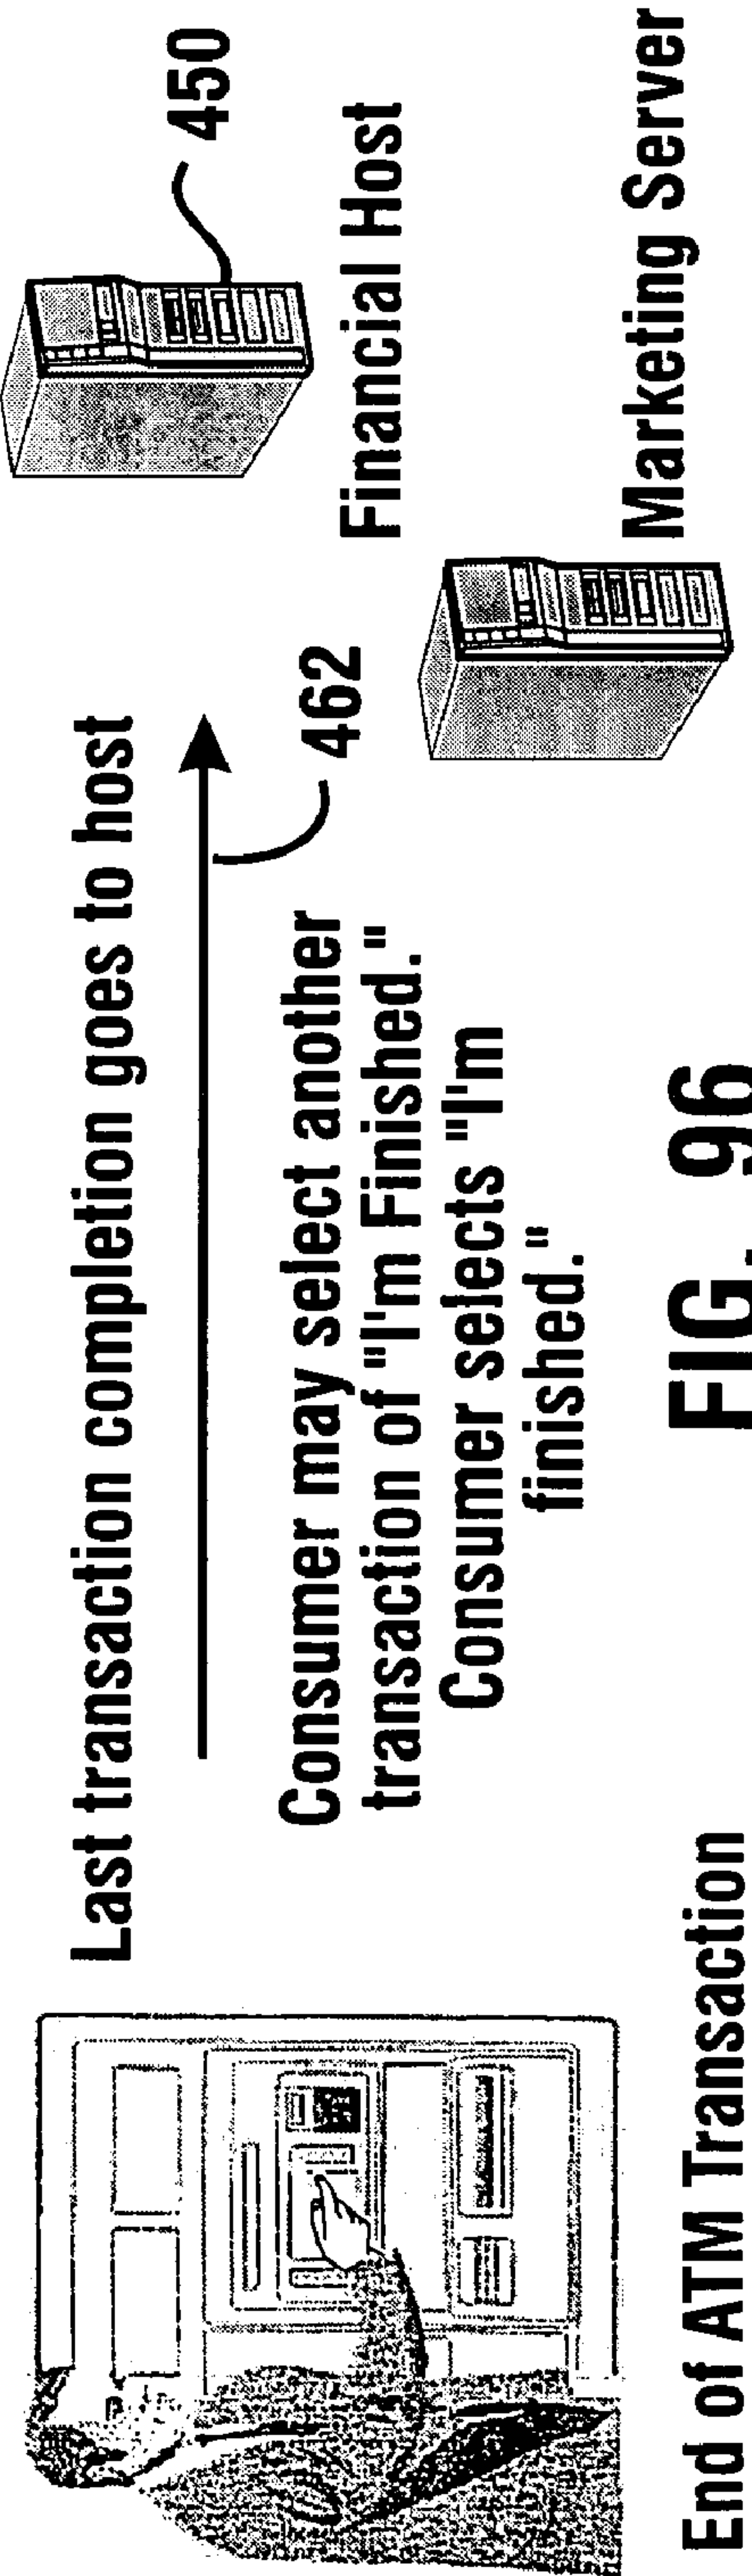 Last transaction completion goes to host
450
Financial Host
462
Consumer may select another
transaction of "I'm Finished."
Consumer selects "I'm
finished."
Marketing Server
End of ATM Transaction
FIG. 96